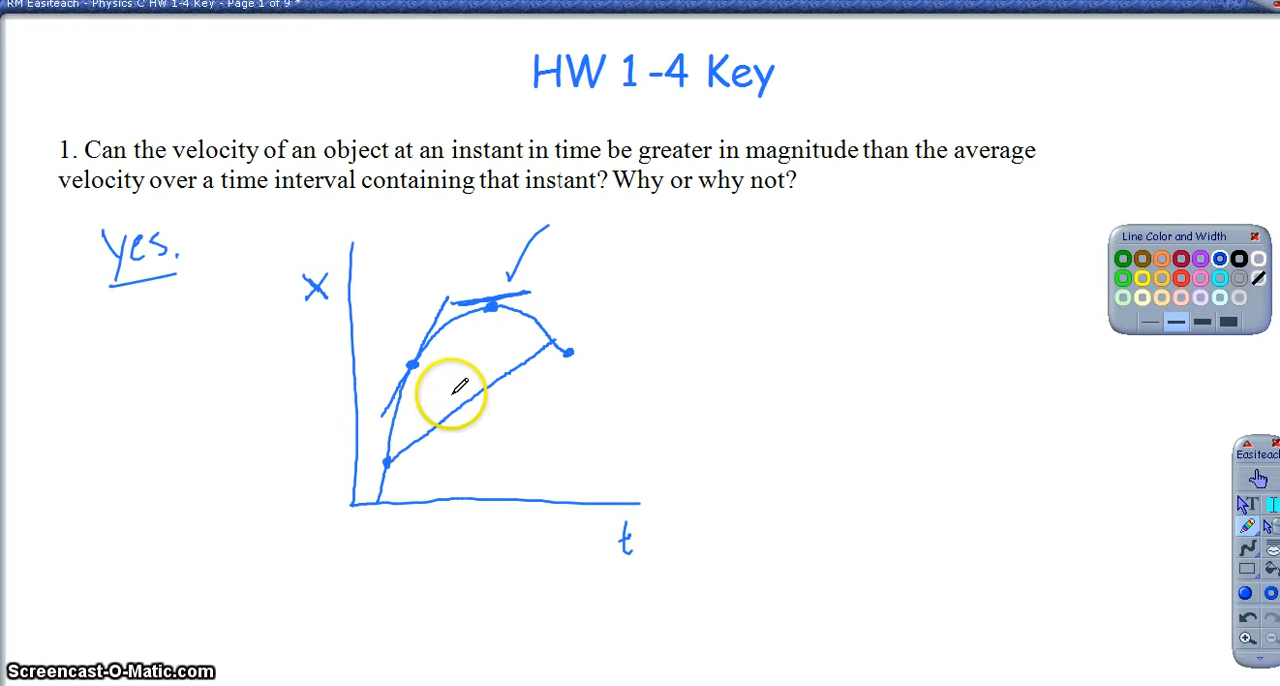 RM Easiteach - Physics C HW 1-4 Key - Page 1 of 9 *
HW 1-4 Key
1. Can the velocity of an object at an instant in time be greater in magnitude than the average
velocity over a time interval containing that instant? Why or why not?
yes.
x
t
Line Color and Width
Easiteach
T
Screencast-O-Matic.com